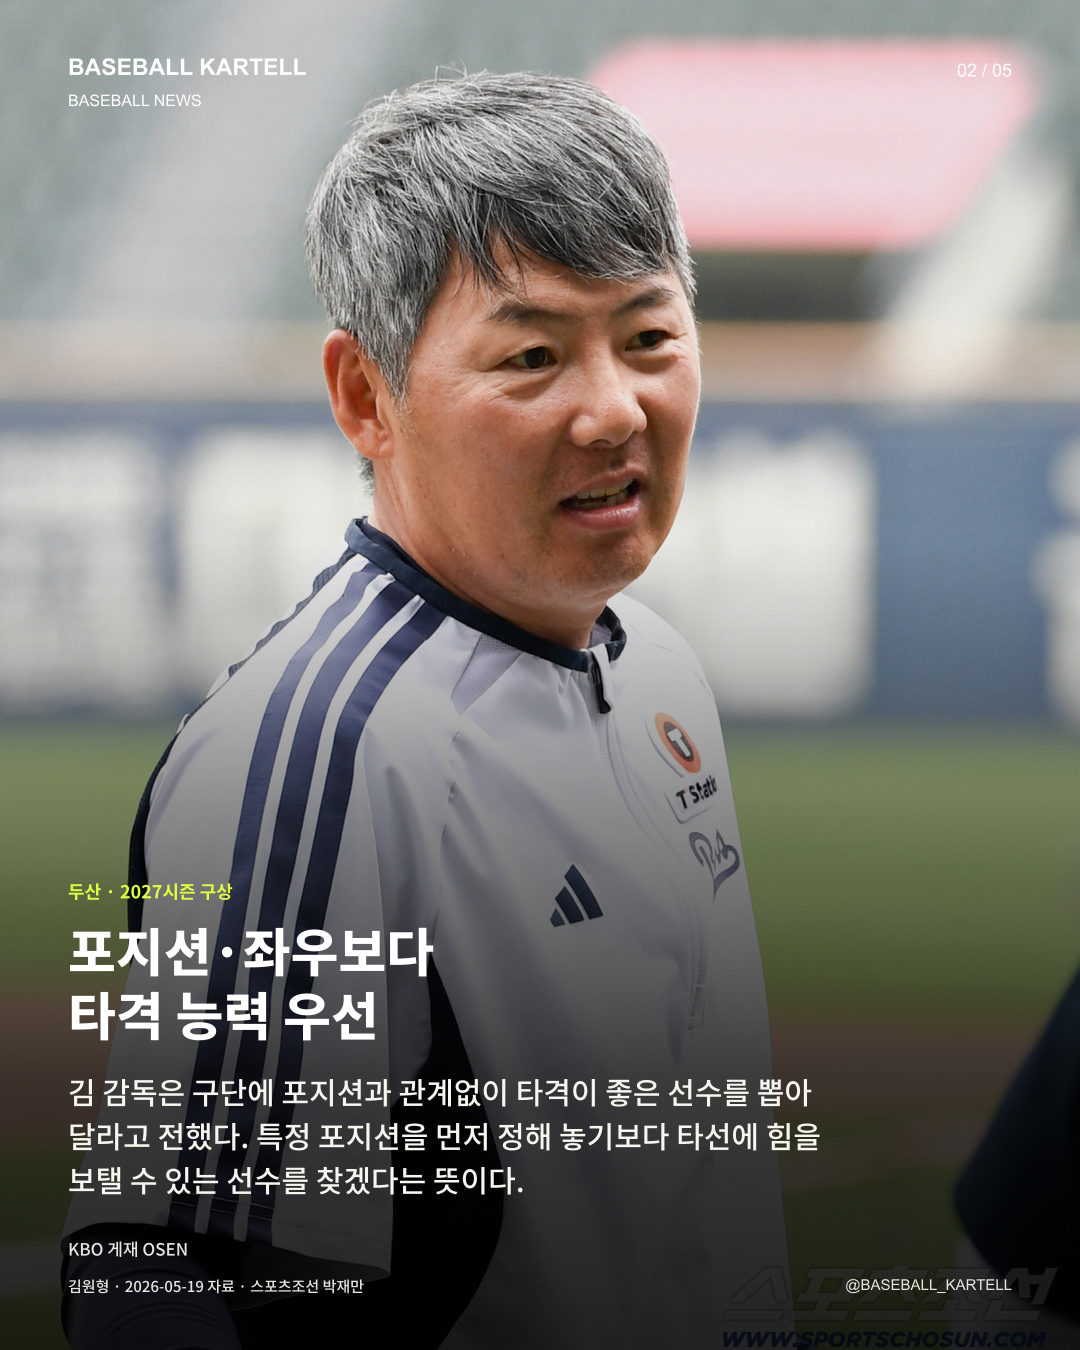 BASEBALL KARTELL
02 / 05
BASEBALL NEWS
T
T Statio
두산 · 2027시즌 구상
포지션·좌우보다
타격 능력 우선
김 감독은 구단에 포지션과 관계없이 타격이 좋은 선수를 뽑아
달라고 전했다. 특정 포지션을 먼저 정해 놓기보다 타선에 힘을
보탤 수 있는 선수를 찾겠다는 뜻이다.
KBO 게재 OSEN
김원형 · 2026-05-19 자료 · 스포츠조선 박재만
@BASEBALL_KARTELL
스포츠조선
WWW.SPORTSCHOSUN.COM